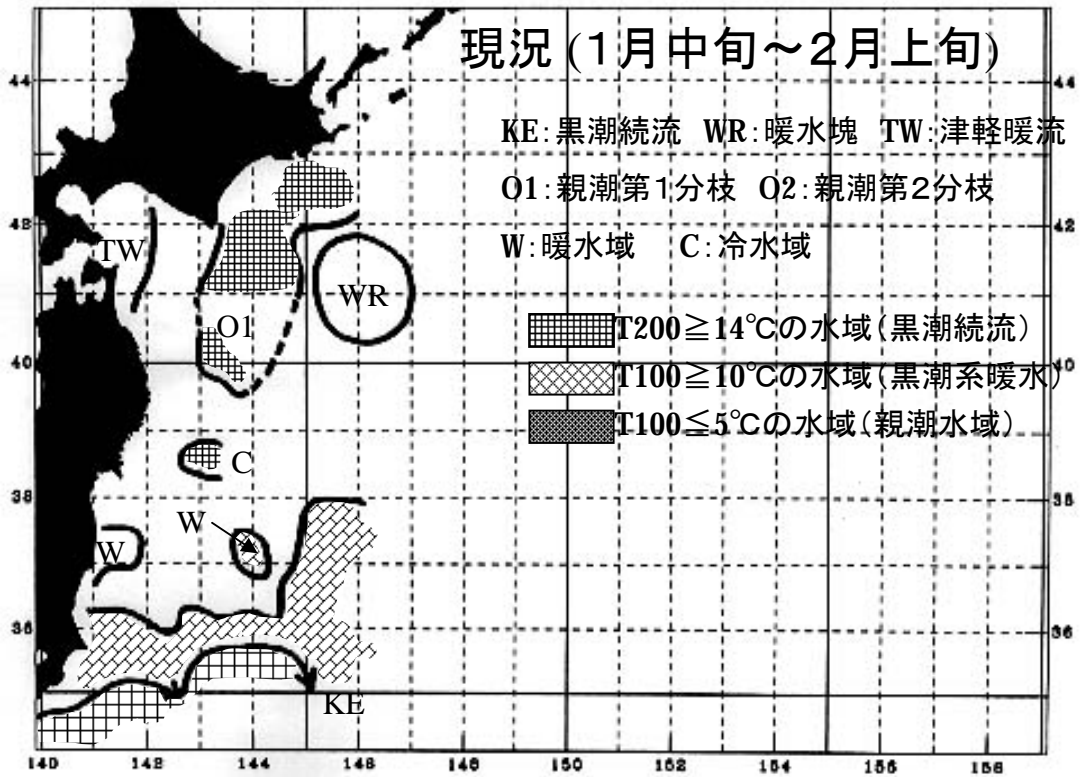 現況(1月中旬～2月上旬)
44 44
KE:黒潮続流 WR:暖水塊 TW:津軽暖流
O1:親潮第1分枝 O2:親潮第2分枝
42 42
TW
W:暖水域 C:冷水域
WR
O1
T200≧14℃の水域(黒潮続流)
40 40
T100≧10℃の水域(黒潮系暖水)
T100≦5℃の水域(親潮水域)
C
38 38
W
W
36 36
KE
140 142 144 146 148 150 152 154 156 158